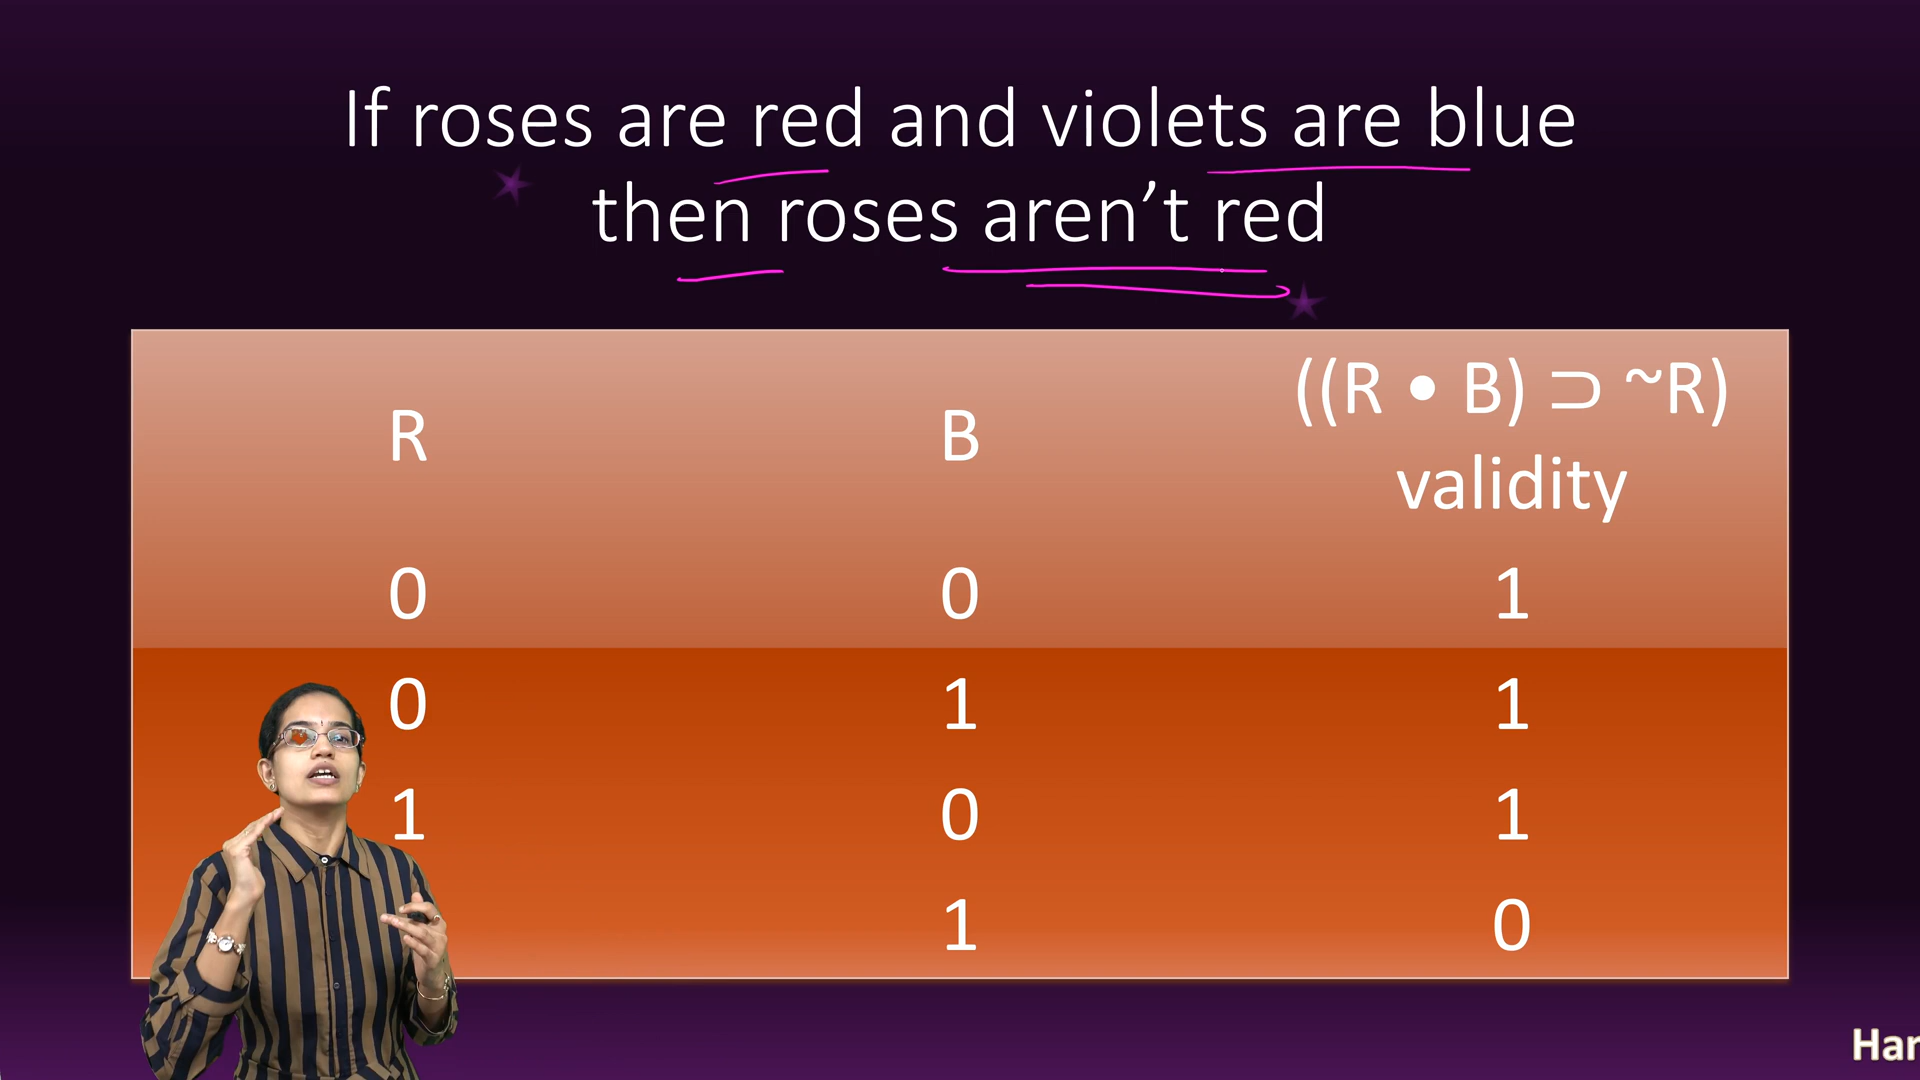 If roses are red and violets are blue
then roses aren’t red
R B ((R • B) ⊃ ~R)
validity
0 0 1
0 1 1
1 0 1
1 0
Har